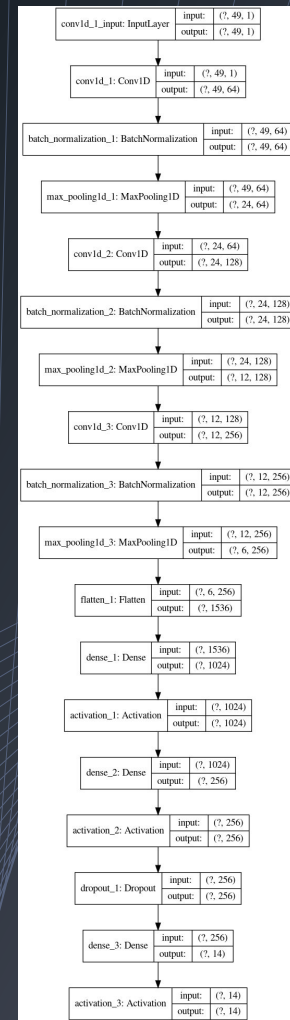 conv1d_1_input: InputLayer input: (?, 49, 1)
output: (?, 49, 1)
conv1d_1: Conv1D input: (?, 49, 1)
output: (?, 49, 64)
batch_normalization_1: BatchNormalization input: (?, 49, 64)
output: (?, 49, 64)
max_pooling1d_1: MaxPooling1D input: (?, 49, 64)
output: (?, 24, 64)
conv1d_2: Conv1D input: (?, 24, 64)
output: (?, 24, 128)
batch_normalization_2: BatchNormalization input: (?, 24, 128)
output: (?, 24, 128)
max_pooling1d_2: MaxPooling1D input: (?, 24, 128)
output: (?, 12, 128)
conv1d_3: Conv1D input: (?, 12, 128)
output: (?, 12, 256)
batch_normalization_3: BatchNormalization input: (?, 12, 256)
output: (?, 12, 256)
max_pooling1d_3: MaxPooling1D input: (?, 12, 256)
output: (?, 6, 256)
flatten_1: Flatten input: (?, 6, 256)
output: (?, 1536)
dense_1: Dense input: (?, 1536)
output: (?, 1024)
activation_1: Activation input: (?, 1024)
output: (?, 1024)
dense_2: Dense input: (?, 1024)
output: (?, 256)
activation_2: Activation input: (?, 256)
output: (?, 256)
dropout_1: Dropout input: (?, 256)
output: (?, 256)
dense_3: Dense input: (?, 256)
output: (?, 14)
activation_3: Activation input: (?, 14)
output: (?, 14)